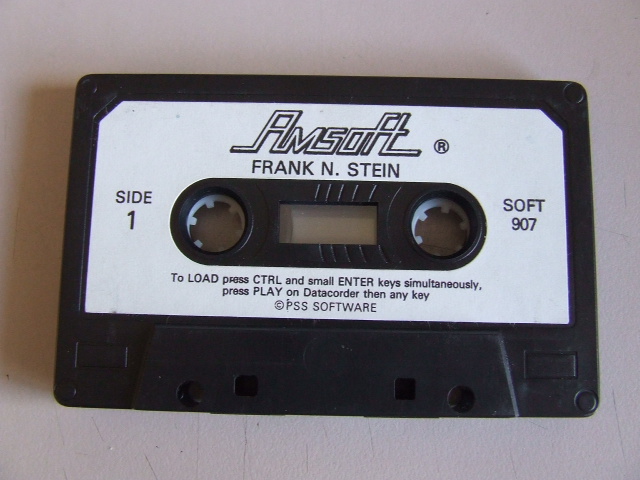 Amsoft ®
FRANK N. STEIN
SIDE
1
SOFT
907
To LOAD press CTRL and small ENTER keys simultaneously,
press PLAY on Datacorder then any key
©PSS SOFTWARE